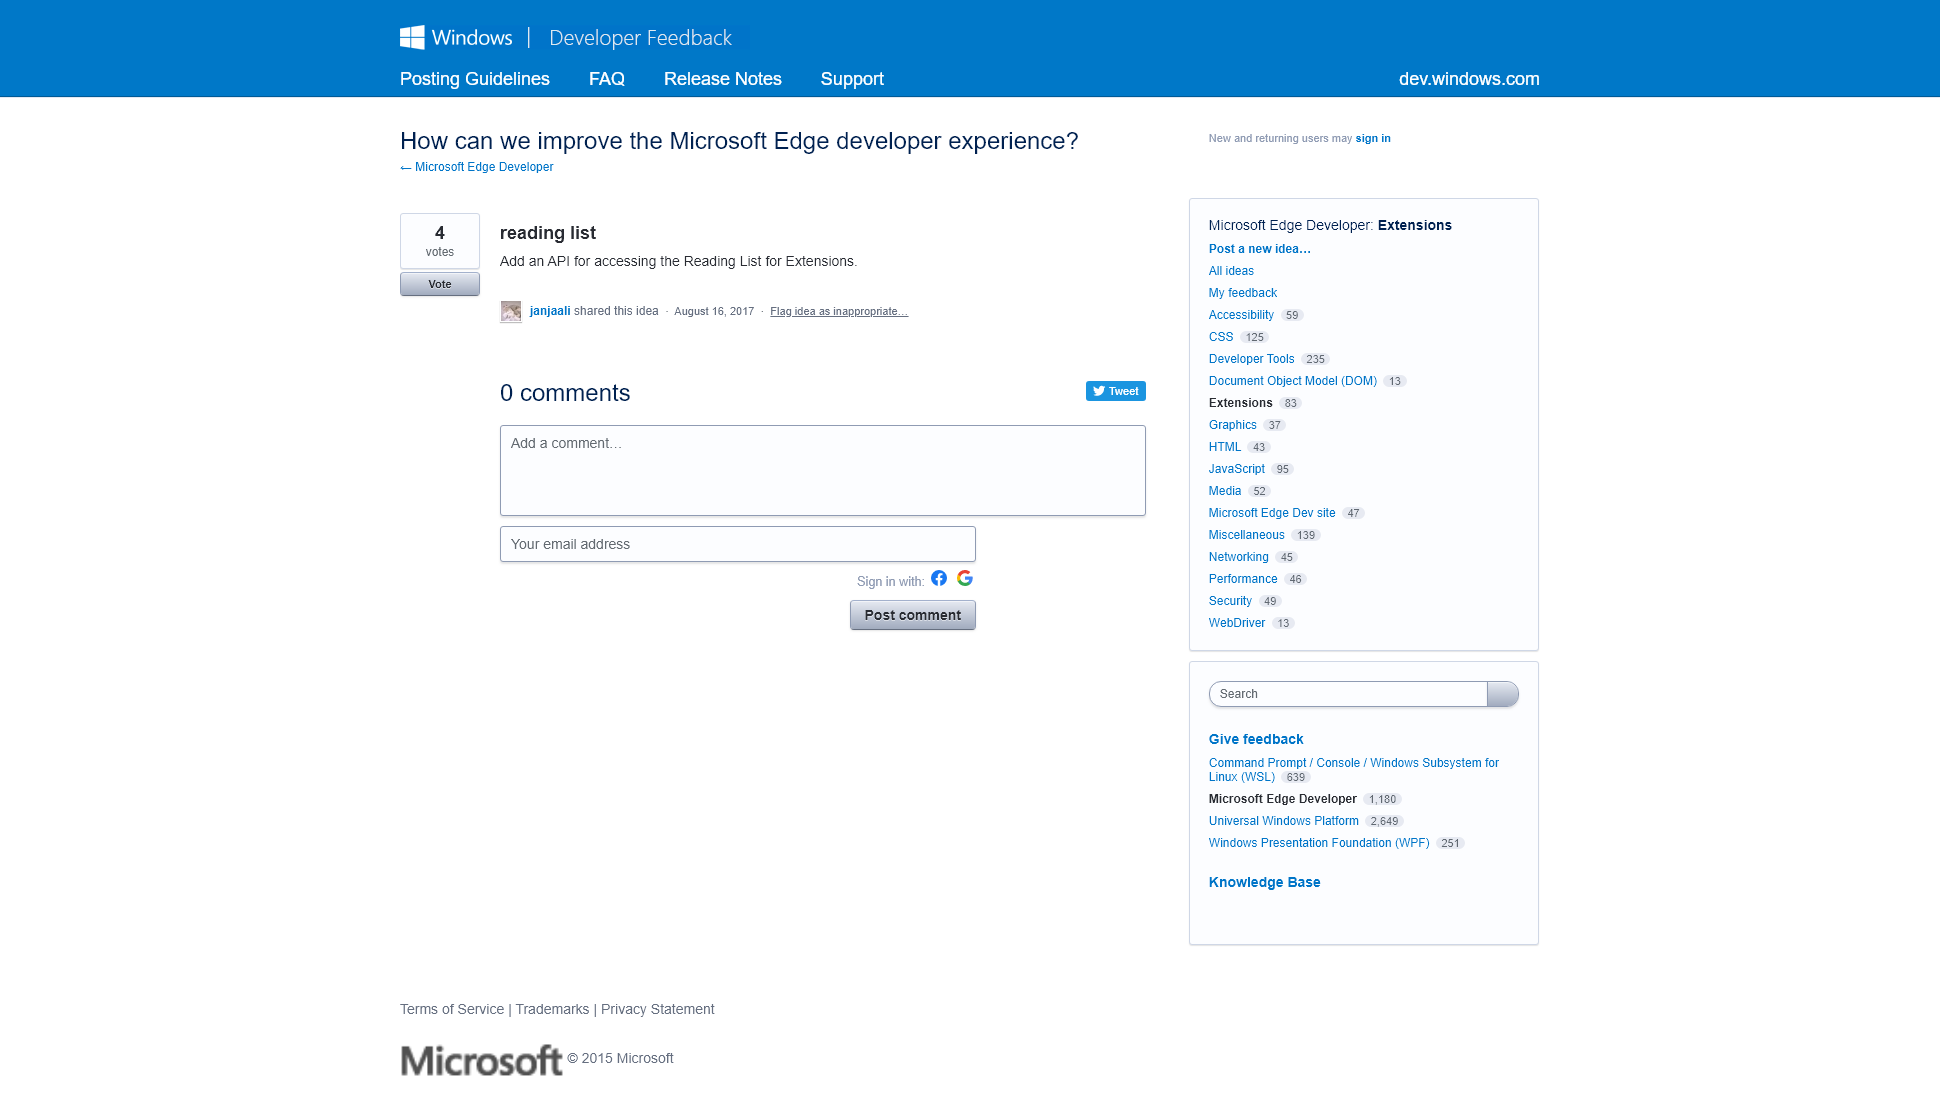 Windows | Developer Feedback
Posting Guidelines FAQ Release Notes Support dev.windows.com
How can we improve the Microsoft Edge developer experience?
← Microsoft Edge Developer
New and returning users may sign in
4
votes
Vote
reading list
Add an API for accessing the Reading List for Extensions.
janjaali shared this idea · August 16, 2017 · Flag idea as inappropriate…
0 comments
Tweet
Add a comment…
Your email address
Sign in with:
Post comment
Microsoft Edge Developer: Extensions
Post a new idea…
All ideas
My feedback
Accessibility 59
CSS 125
Developer Tools 235
Document Object Model (DOM) 13
Extensions 83
Graphics 37
HTML 43
JavaScript 95
Media 52
Microsoft Edge Dev site 47
Miscellaneous 139
Networking 45
Performance 46
Security 49
WebDriver 13
Search
Give feedback
Command Prompt / Console / Windows Subsystem for
Linux (WSL) 639
Microsoft Edge Developer 1,180
Universal Windows Platform 2,649
Windows Presentation Foundation (WPF) 251
Knowledge Base
Terms of Service | Trademarks | Privacy Statement
Microsoft © 2015 Microsoft